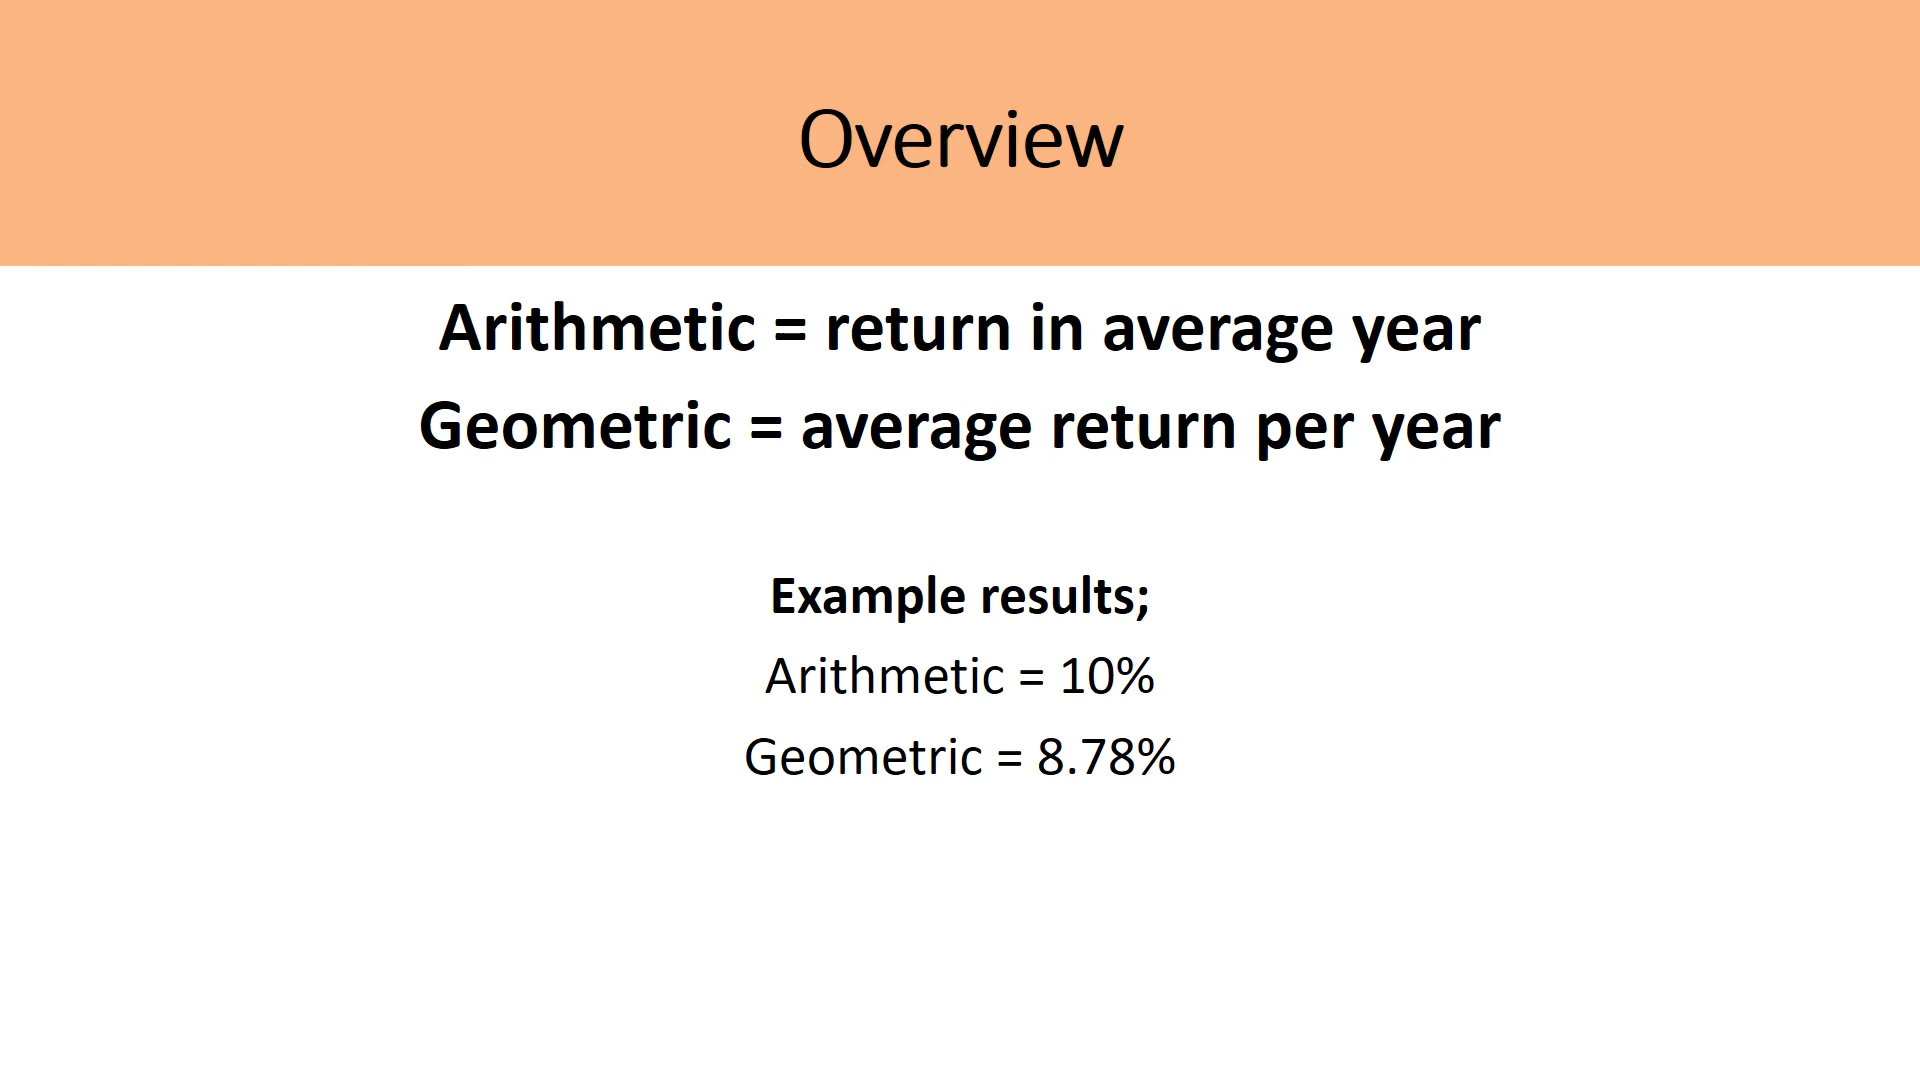 Overview
Arithmetic = return in average year
Geometric = average return per year
Example results;
Arithmetic = 10%
Geometric = 8.78%